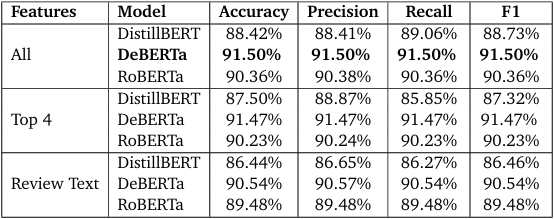 Features Model Accuracy Precision Recall F1
DistillBERT 88.42% 88.41% 89.06% 88.73%
All DeBERTa 91.50% 91.50% 91.50% 91.50%
RoBERTa 90.36% 90.38% 90.36% 90.36%
DistillBERT 87.50% 88.87% 85.85% 87.32%
Top 4 DeBERTa 91.47% 91.47% 91.47% 91.47%
RoBERTa 90.23% 90.24% 90.23% 90.23%
DistillBERT 86.44% 86.65% 86.27% 86.46%
Review Text DeBERTa 90.54% 90.57% 90.54% 90.54%
RoBERTa 89.48% 89.48% 89.48% 89.48%